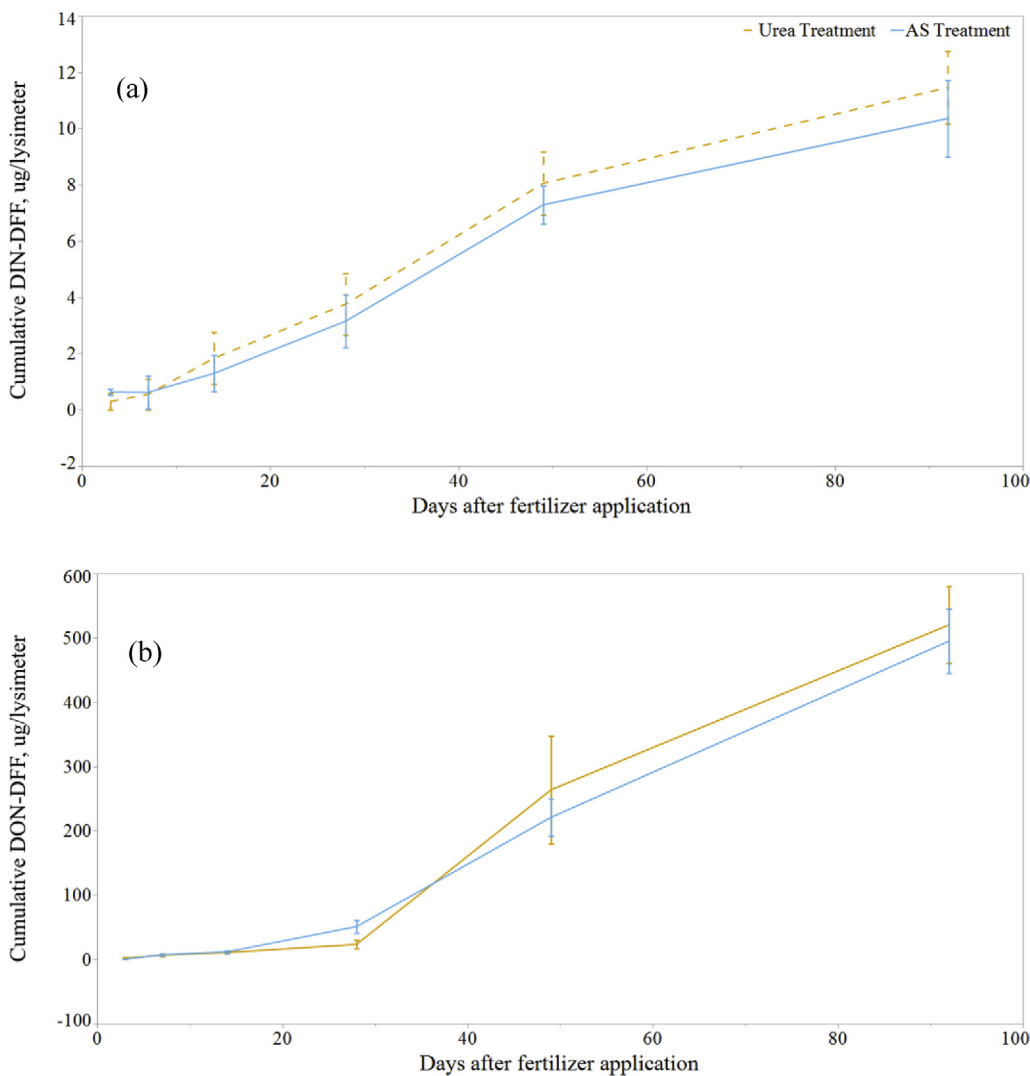 14
12
10
8
6
4
2
0
-2
Cumulative DIN-DFF, ug/lysimeter
(a)
Urea Treatment AS Treatment
0 20 40 60 80 100
Days after fertilizer application
600
500
400
300
200
100
0
-100
Cumulative DON-DFF, ug/lysimeter
(b)
0 20 40 60 80 100
Days after fertilizer application